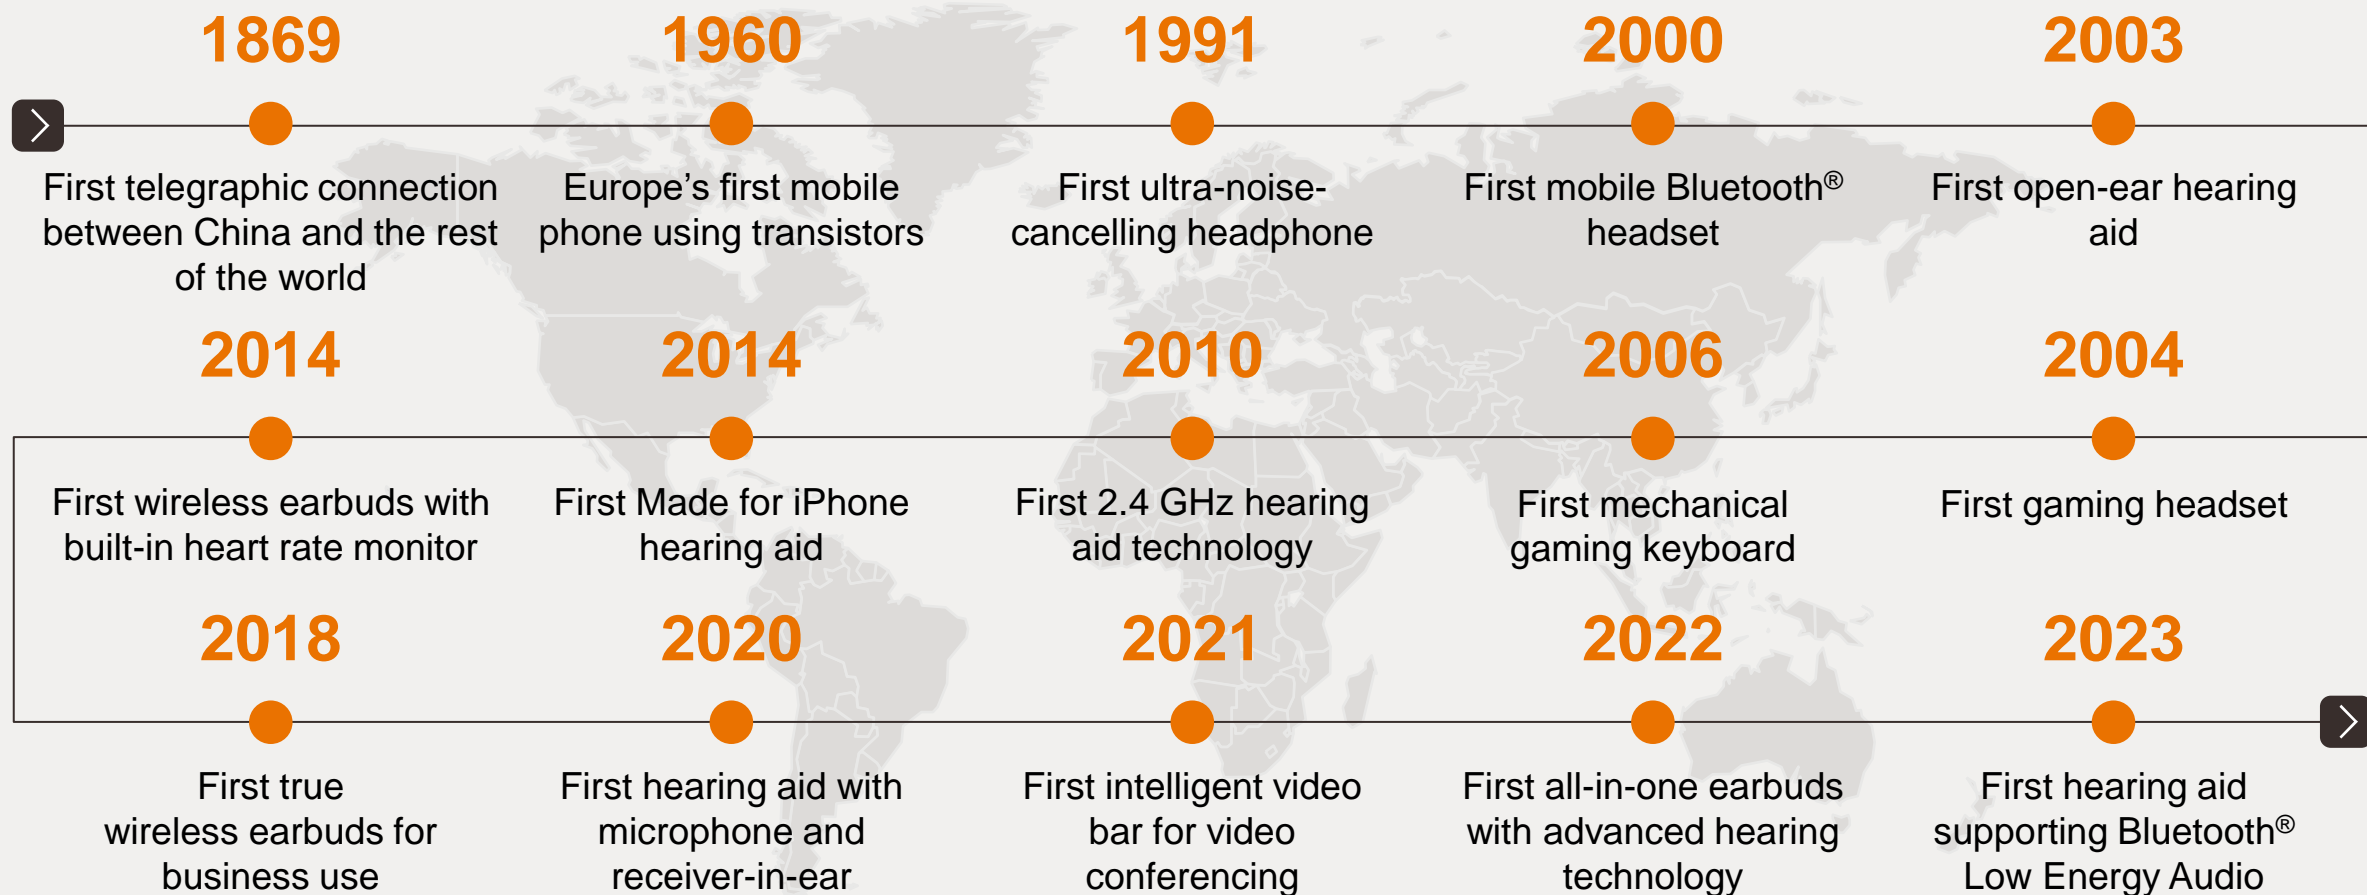 1869
First telegraphic connection
between China and the rest
of the world
1960
Europe’s first mobile
phone using transistors
1991
First ultra-noise-
cancelling headphone
2000
First mobile Bluetooth®
headset
2003
First open-ear hearing
aid
2014
First wireless earbuds with
built-in heart rate monitor
2014
First Made for iPhone
hearing aid
2010
First 2.4 GHz hearing
aid technology
2006
First mechanical
gaming keyboard
2004
First gaming headset
2018
First true
wireless earbuds for
business use
2020
First hearing aid with
microphone and
receiver-in-ear
2021
First intelligent video
bar for video
conferencing
2022
First all-in-one earbuds
with advanced hearing
technology
2023
First hearing aid
supporting Bluetooth®
Low Energy Audio